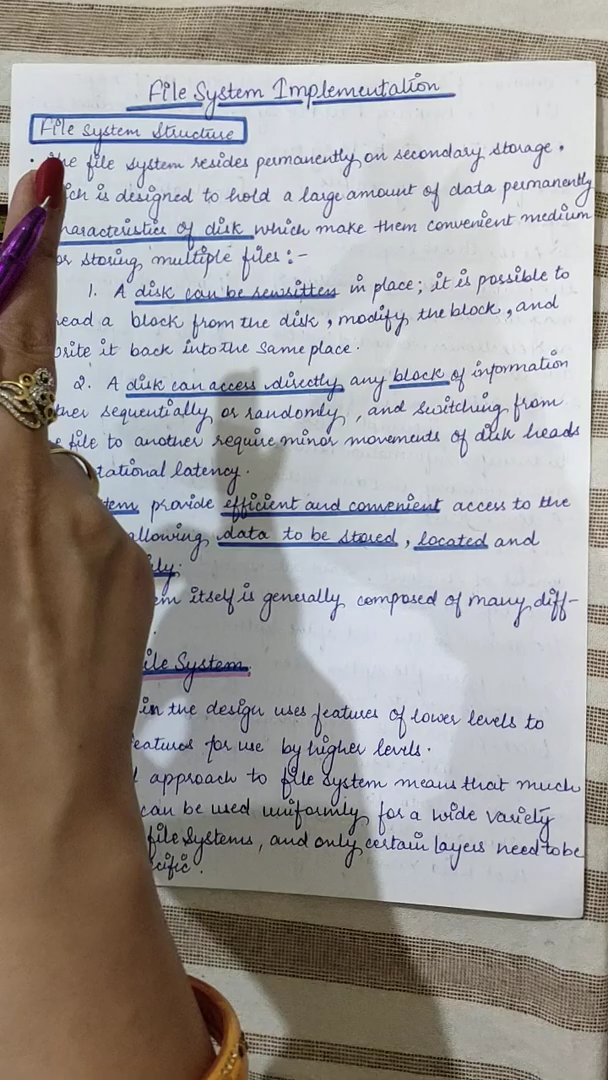 File System Implementation
File System Structure
The file system resides permanently on secondary storage.
is designed to hold a large amount of data permanently
haracteristics of disk which make them convenient medium
or storing multiple files :-
1. A disk can be rewritten in place; it is possible to
ead a block from the disk, modify the block, and
write it back into the same place.
2. A disk can access directly any block of information
ther sequentially or randomly, and switching from
file to another require minor movements of disk heads
tational latency.
tem provide efficient and convenient access to the
allowing data to be stored, located and
ly.
em itself is generally composed of many diff-
.
ile System.
in the design uses features of lower levels to
eatures for use by higher levels.
approach to file system means that much
can be used uniformly for a wide variety
file systems, and only certain layers need to be
cific.